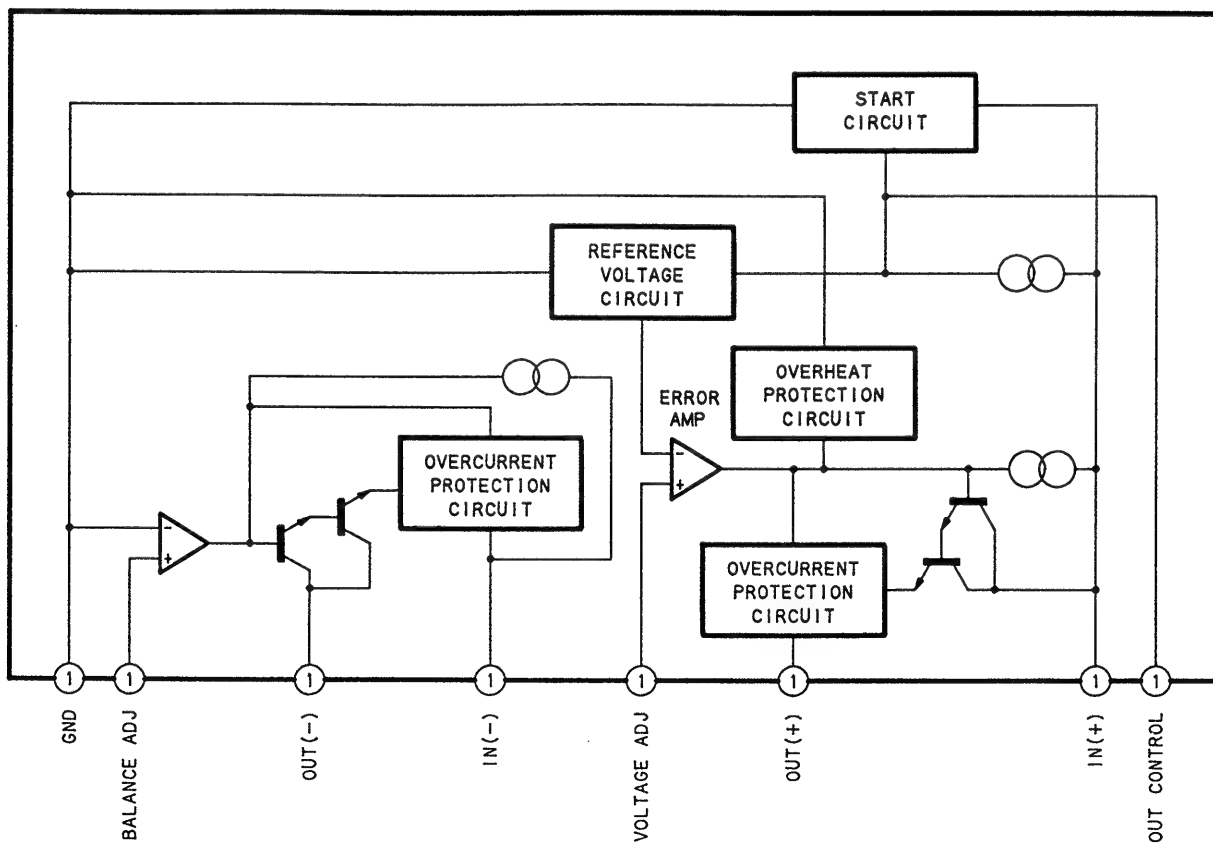 START
CIRCUIT
REFERENCE
VOLTAGE
CIRCUIT
OVERHEAT
PROTECTION
CIRCUIT
ERROR
AMP
OVERCURRENT
PROTECTION
CIRCUIT
-
+
-
+
OVERCURRENT
PROTECTION
CIRCUIT
1
1
1
1
1
1
1
1
GND
BALANCE ADJ
OUT(-)
IN(-)
VOLTAGE ADJ
OUT(+)
IN(+)
OUT CONTROL